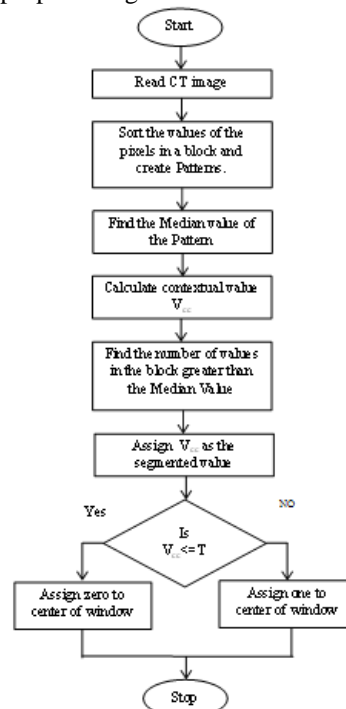 Start
Read CT image
Sort the values of the
pixels in a block and
create Patterns.
Find the Median value of
the Pattern
Calculate contextual value
Vcc
Find the number of values
in the block greater than
the Median Value
Assign Vcc as the
segmented value
Yes
NO
Is
Vcc<=T
Assign zero to
center of window
Assign one to
center of window
Stop